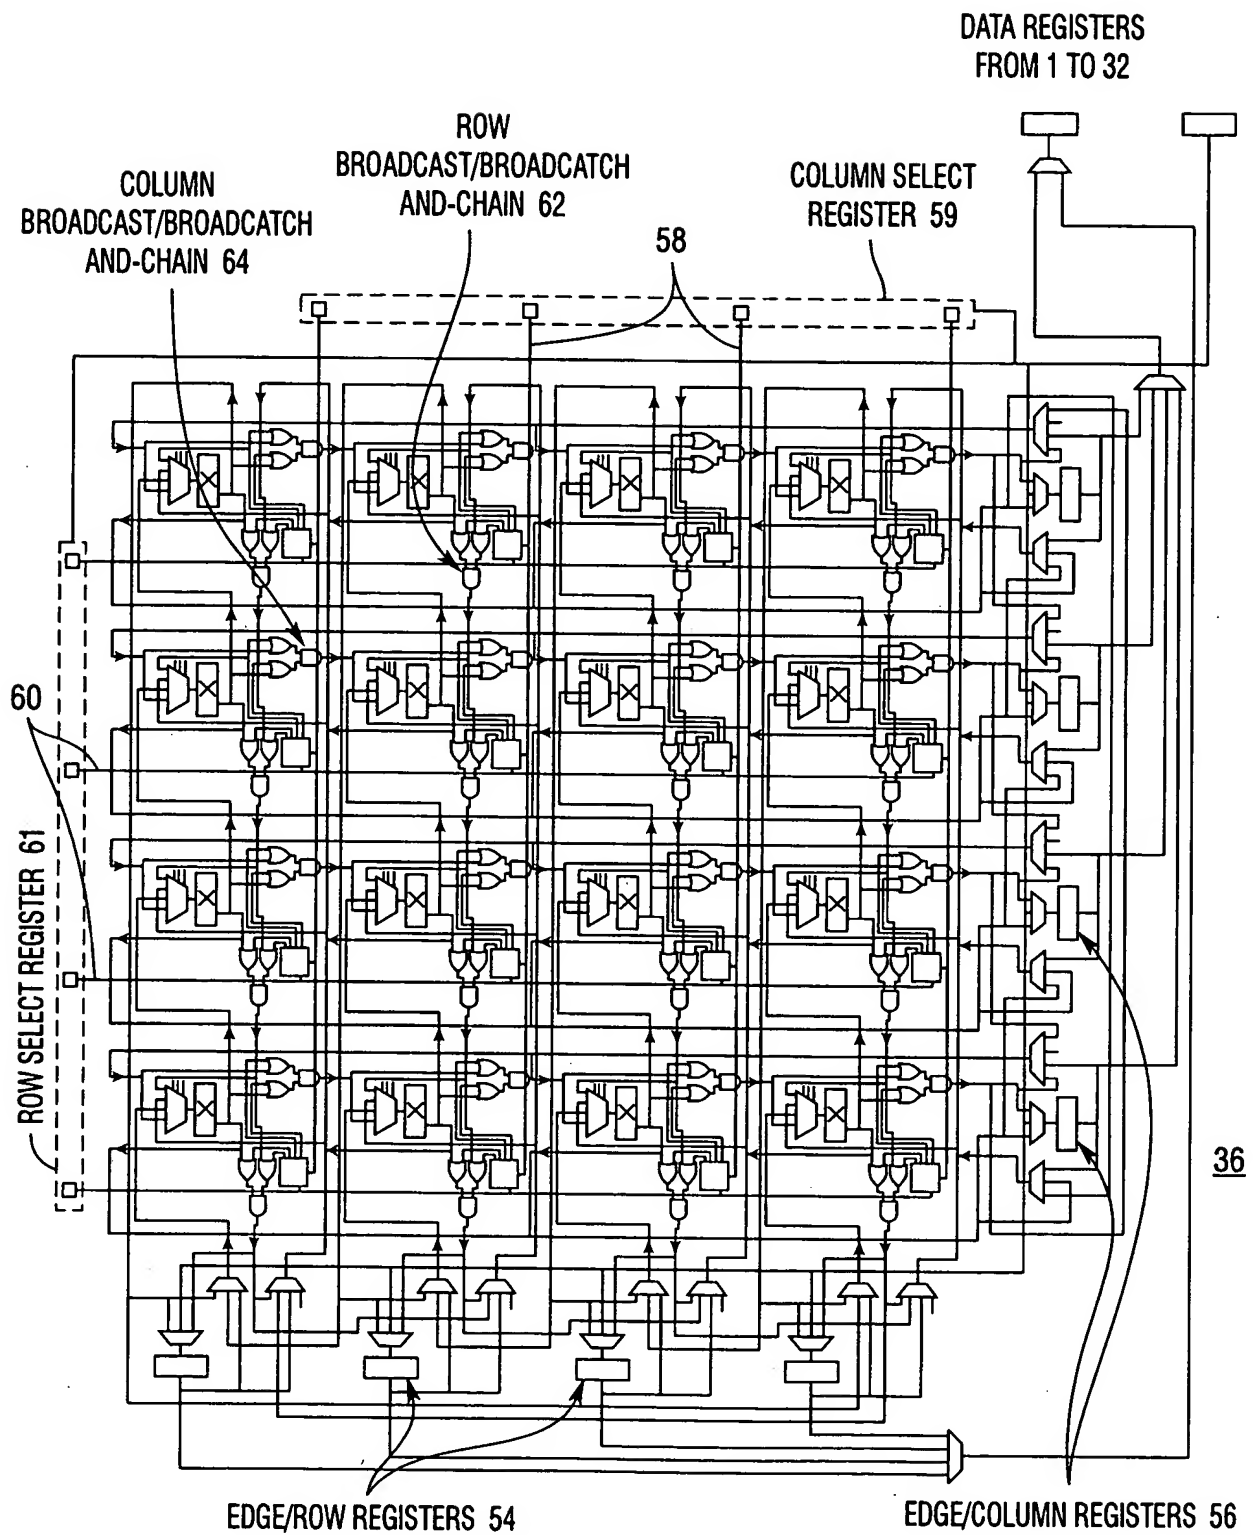 DATA REGISTERS
FROM 1 TO 32
ROW
BROADCAST/BROADCATCH
AND-CHAIN 62
COLUMN
BROADCAST/BROADCATCH
AND-CHAIN 64
COLUMN SELECT
REGISTER 59
58
60
ROW SELECT REGISTER 61
36
EDGE/ROW REGISTERS 54
EDGE/COLUMN REGISTERS 56